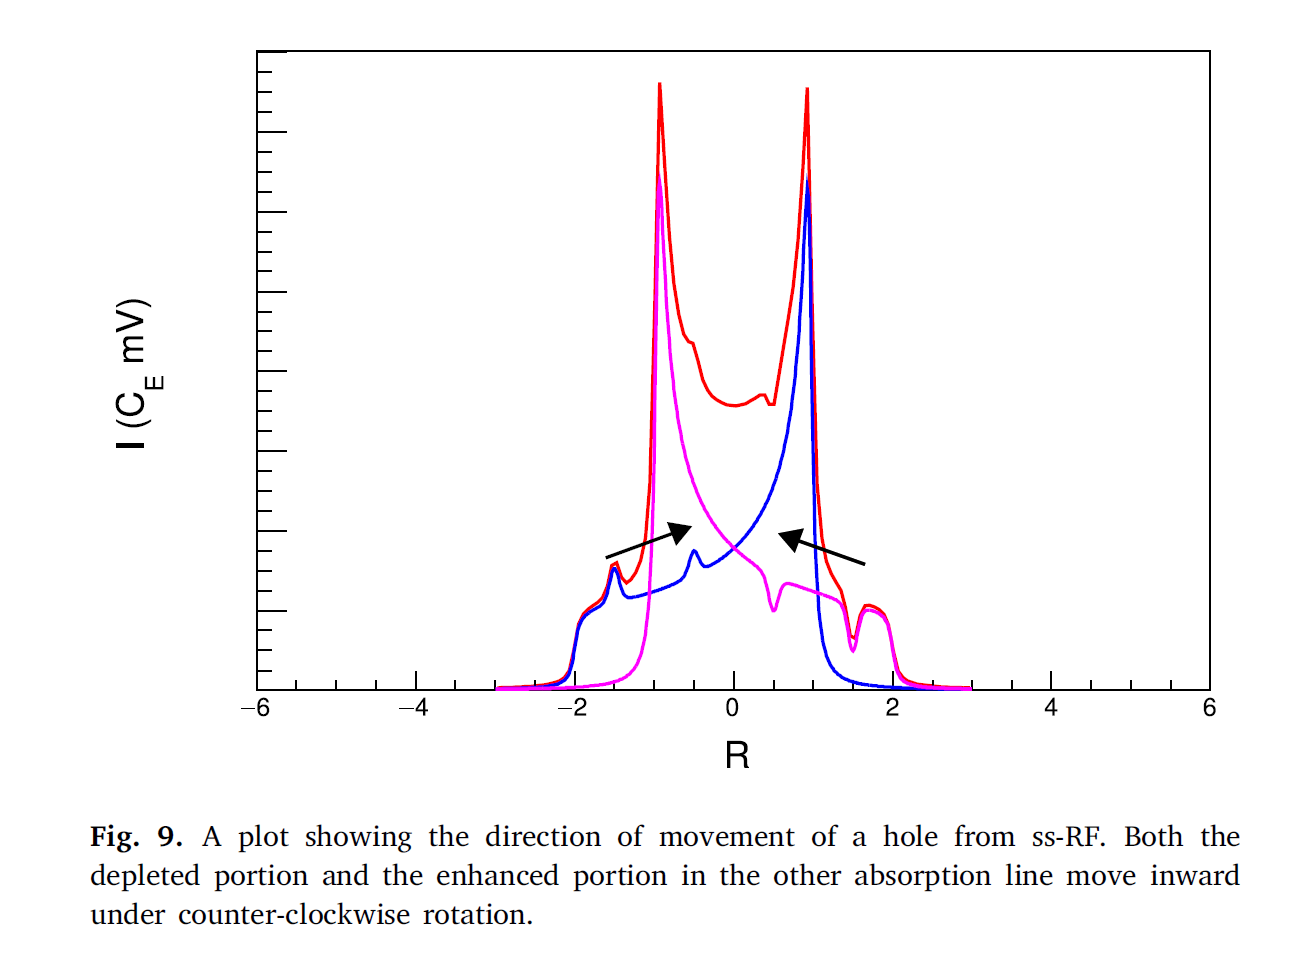 I (C_E mV)
−6 −4 −2 0 2 4 6
R
Fig. 9. A plot showing the direction of movement of a hole from ss-RF. Both the
depleted portion and the enhanced portion in the other absorption line move inward
under counter-clockwise rotation.